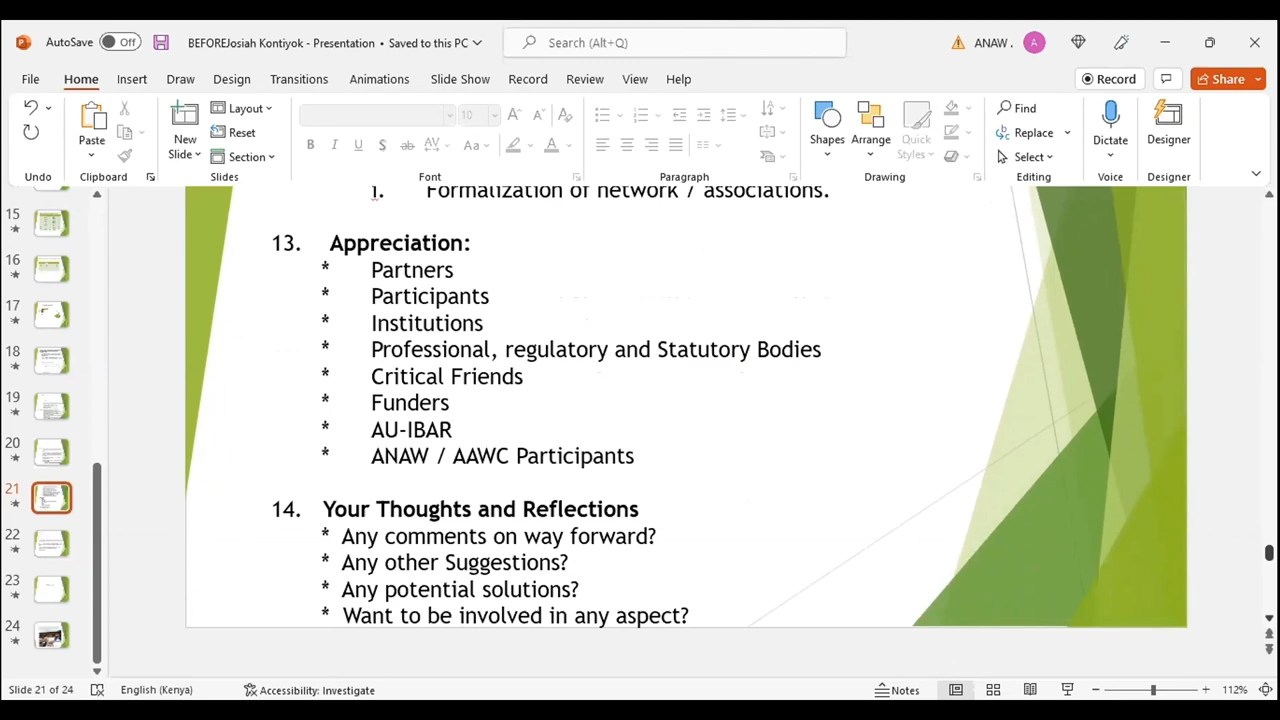 AutoSave Off BEFOREJosiah Kontiyok - Presentation • Saved to this PC Search (Alt+Q) ANAW . A
File Home Insert Draw Design Transitions Animations Slide Show Record Review View Help Record Share
Paste New Slide Layout Reset Section 10 Shapes Arrange Quick Styles Find Replace Select Dictate Designer
Undo Clipboard Slides Font Paragraph Drawing Editing Voice Designer
i. Formalization of network / associations.
13. Appreciation:
* Partners
* Participants
* Institutions
* Professional, regulatory and Statutory Bodies
* Critical Friends
* Funders
* AU-IBAR
* ANAW / AAWC Participants
14. Your Thoughts and Reflections
* Any comments on way forward?
* Any other Suggestions?
* Any potential solutions?
* Want to be involved in any aspect?
15
16
17
18
19
20
21
22
23
24
Slide 21 of 24 English (Kenya) Accessibility: Investigate Notes 112%